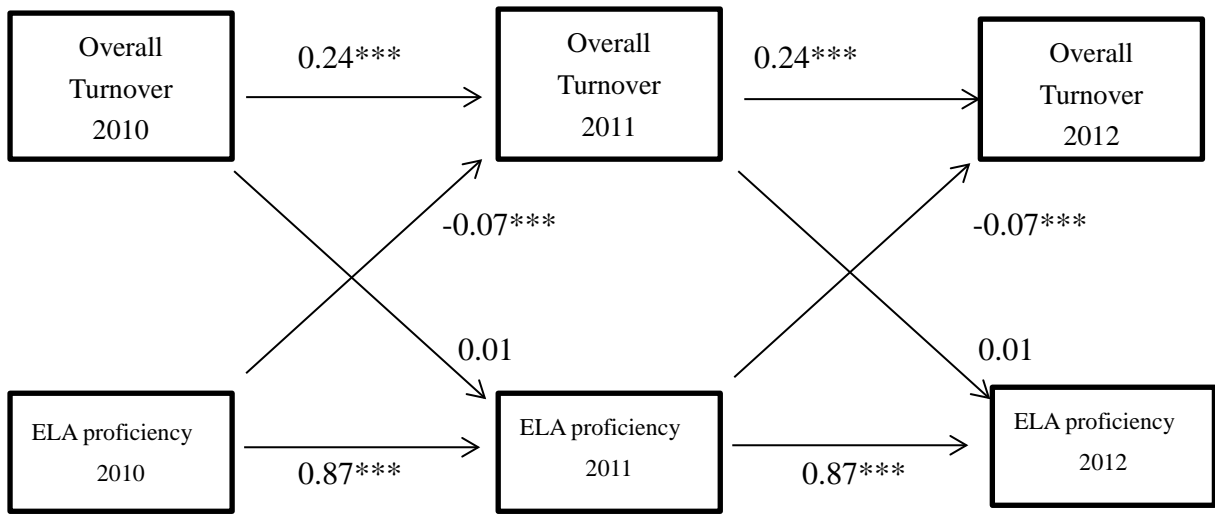 Overall
Turnover
2010
0.24***
Overall
Turnover
2011
0.24***
Overall
Turnover
2012
-0.07***
-0.07***
0.01
0.01
ELA proficiency
2010
0.87***
ELA proficiency
2011
0.87***
ELA proficiency
2012